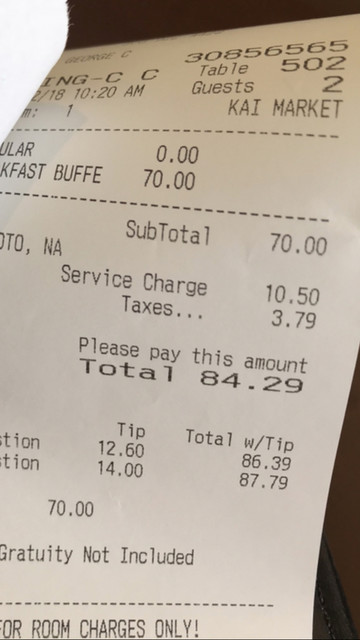 GEORGE C 30856565
ING-C C Table 502
2/18 10:20 AM Guests 2
m: 1 KAI MARKET
ULAR 0.00
KFAST BUFFE 70.00
SubTotal 70.00
OTO, NA
Service Charge 10.50
Taxes... 3.79
Please pay this amount
Total 84.29
Tip Total w/Tip
stion 12.60 86.39
stion 14.00 87.79
70.00
Gratuity Not Included
FOR ROOM CHARGES ONLY!